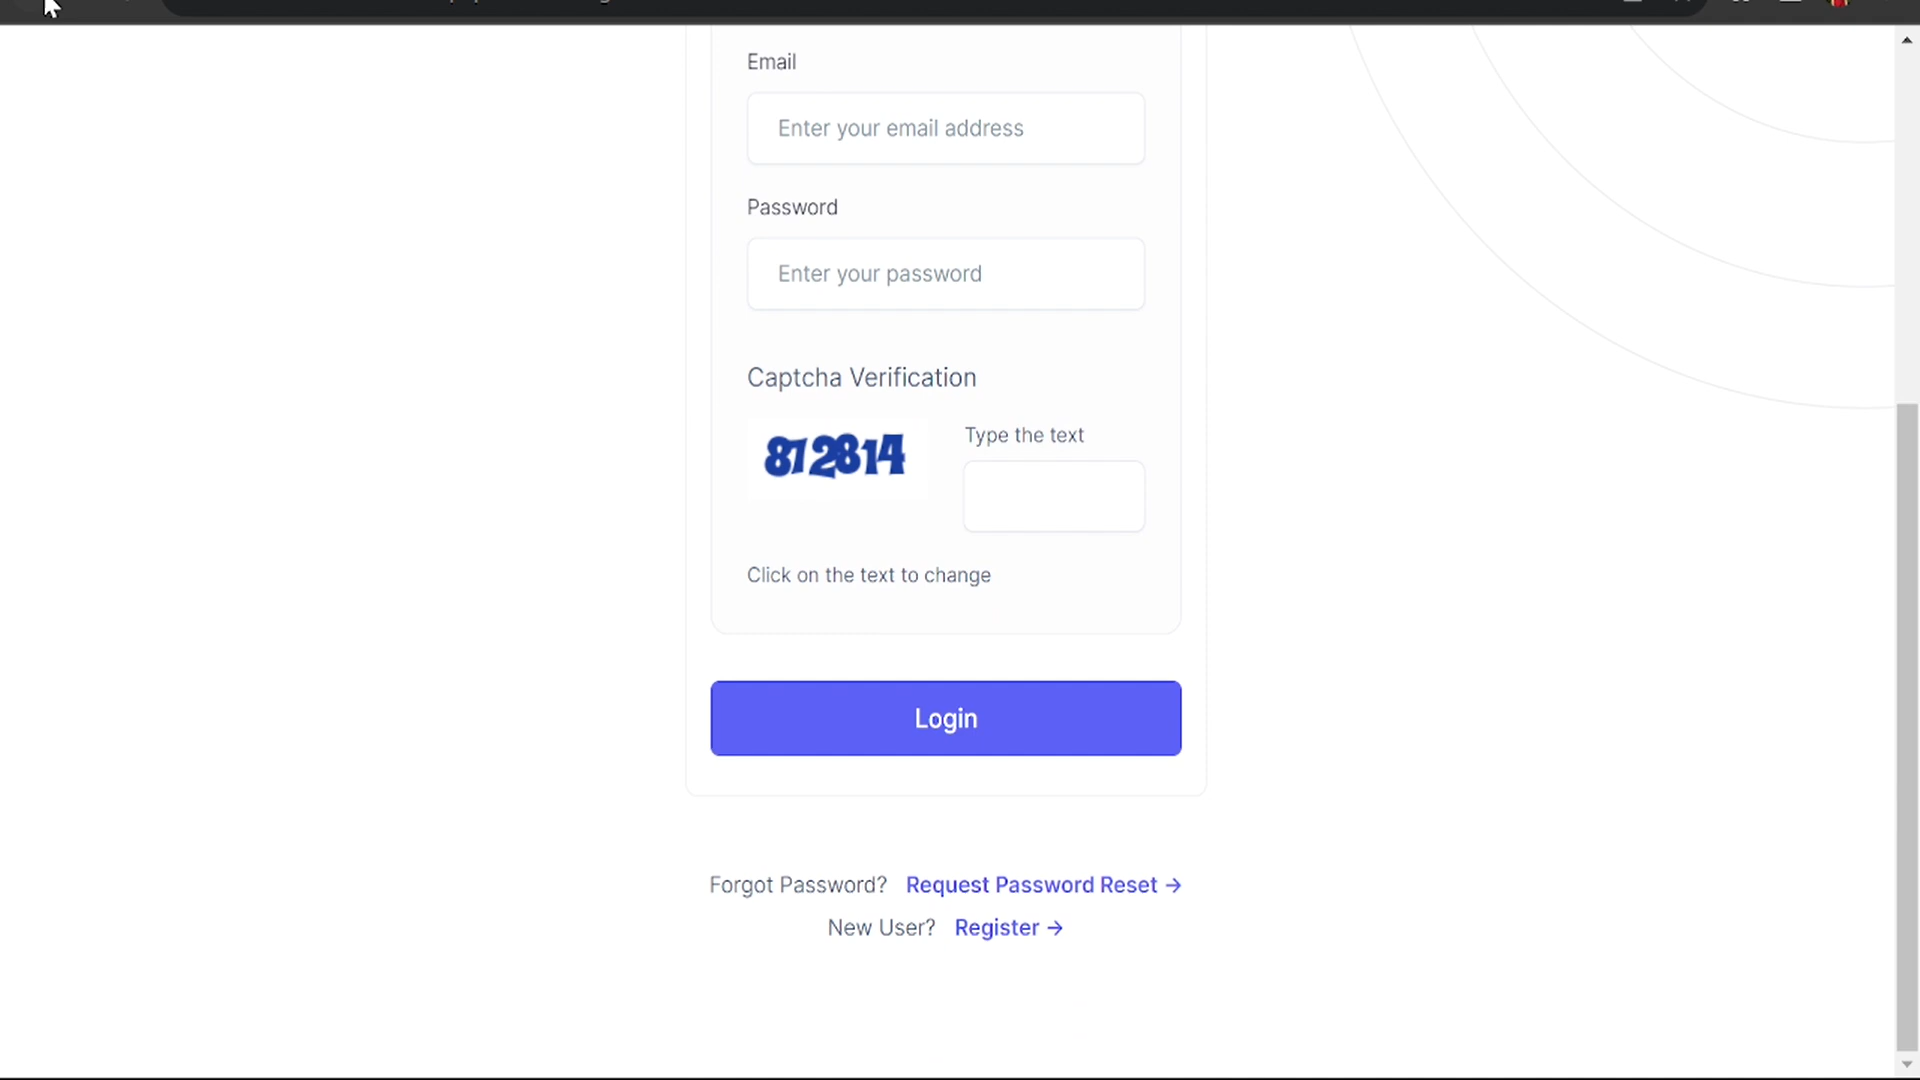 Email
Enter your email address
Password
Enter your password
Captcha Verification
Type the text
872814
Click on the text to change
Login
Forgot Password? Request Password Reset →
New User? Register →